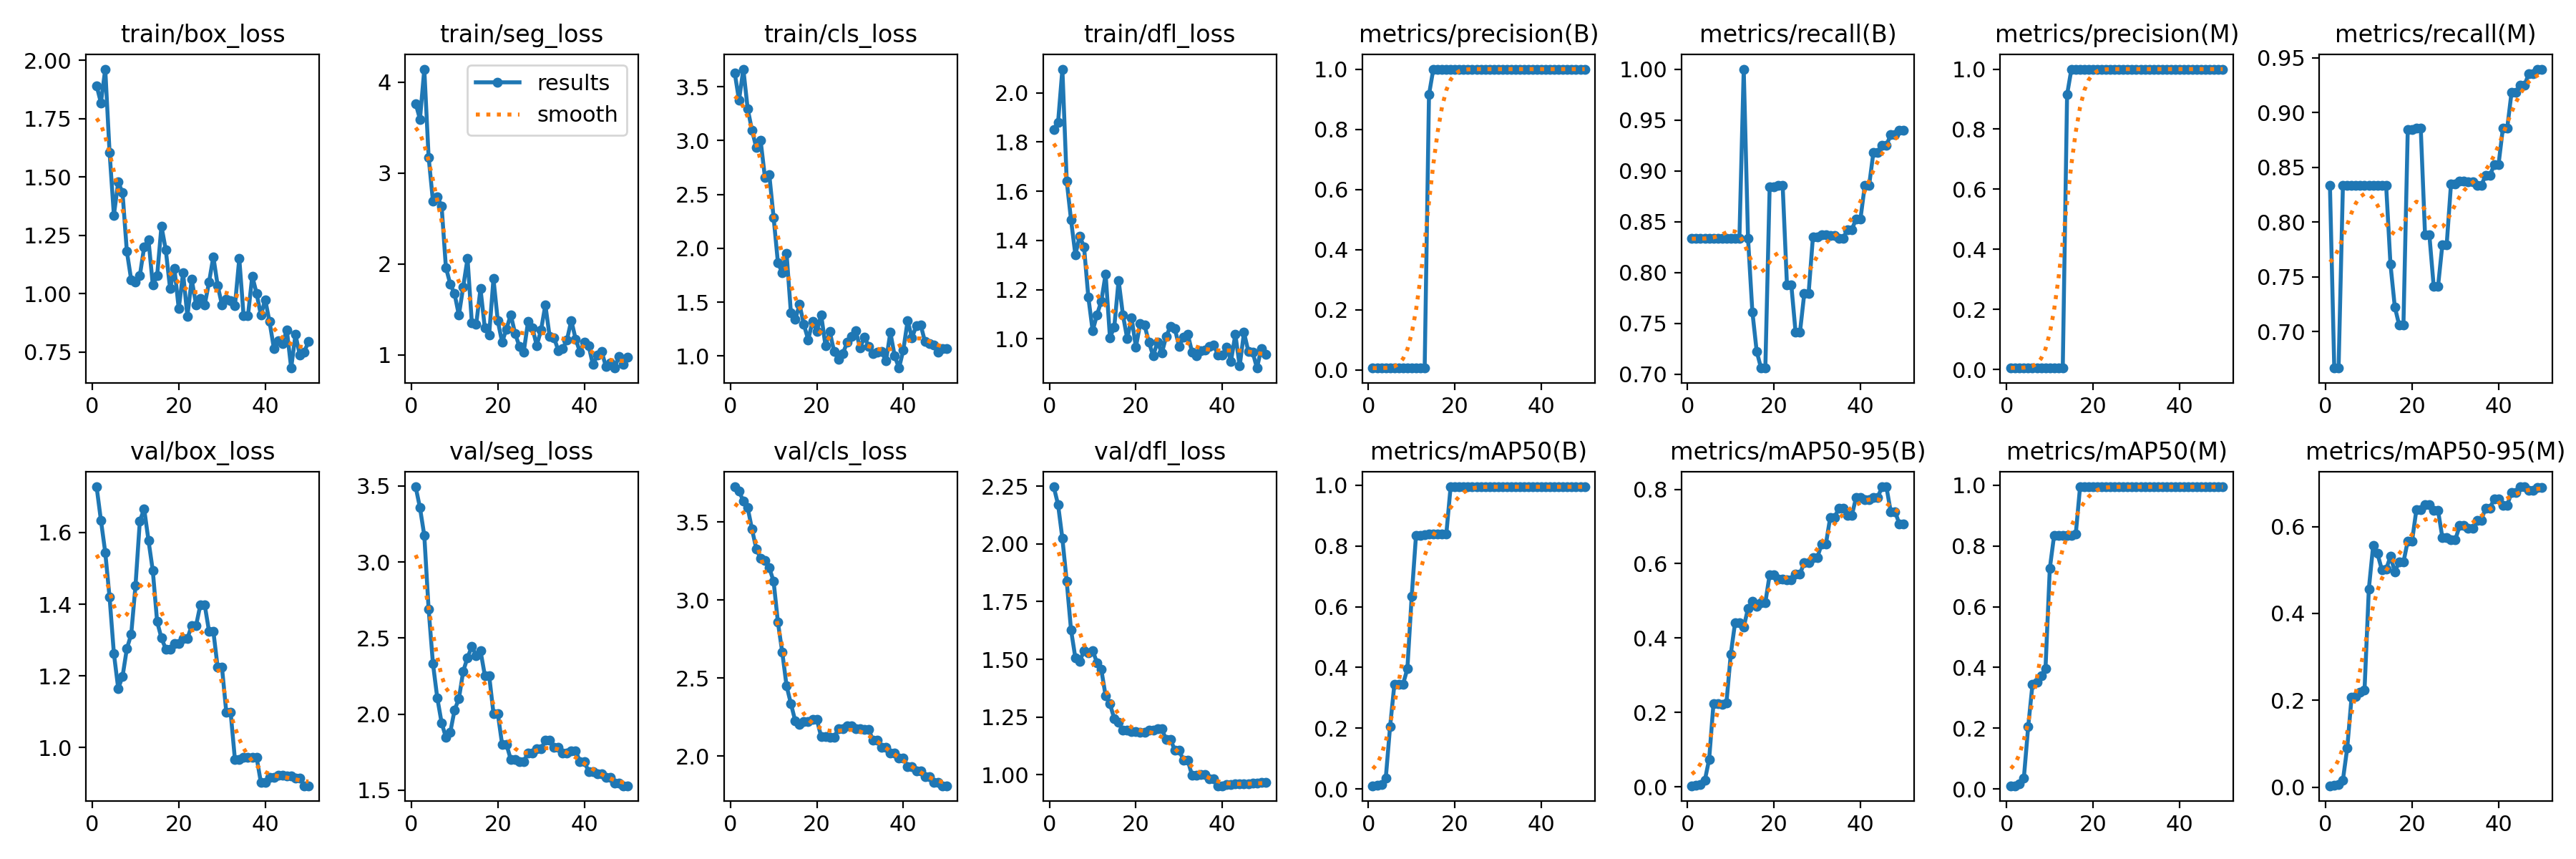 train/box_loss
2.00
1.75
1.50
1.25
1.00
0.75
0 20 40
train/seg_loss
results
smooth
4
3
2
1
0 20 40
train/cls_loss
3.5
3.0
2.5
2.0
1.5
1.0
0 20 40
train/dfl_loss
2.0
1.8
1.6
1.4
1.2
1.0
0 20 40
metrics/precision(B)
1.0
0.8
0.6
0.4
0.2
0.0
0 20 40
metrics/recall(B)
1.00
0.95
0.90
0.85
0.80
0.75
0.70
0 20 40
metrics/precision(M)
1.0
0.8
0.6
0.4
0.2
0.0
0 20 40
metrics/recall(M)
0.95
0.90
0.85
0.80
0.75
0.70
0 20 40
val/box_loss
1.6
1.4
1.2
1.0
0 20 40
val/seg_loss
3.5
3.0
2.5
2.0
1.5
0 20 40
val/cls_loss
3.5
3.0
2.5
2.0
0 20 40
val/dfl_loss
2.25
2.00
1.75
1.50
1.25
1.00
0 20 40
metrics/mAP50(B)
1.0
0.8
0.6
0.4
0.2
0.0
0 20 40
metrics/mAP50-95(B)
0.8
0.6
0.4
0.2
0.0
0 20 40
metrics/mAP50(M)
1.0
0.8
0.6
0.4
0.2
0.0
0 20 40
metrics/mAP50-95(M)
0.6
0.4
0.2
0.0
0 20 40